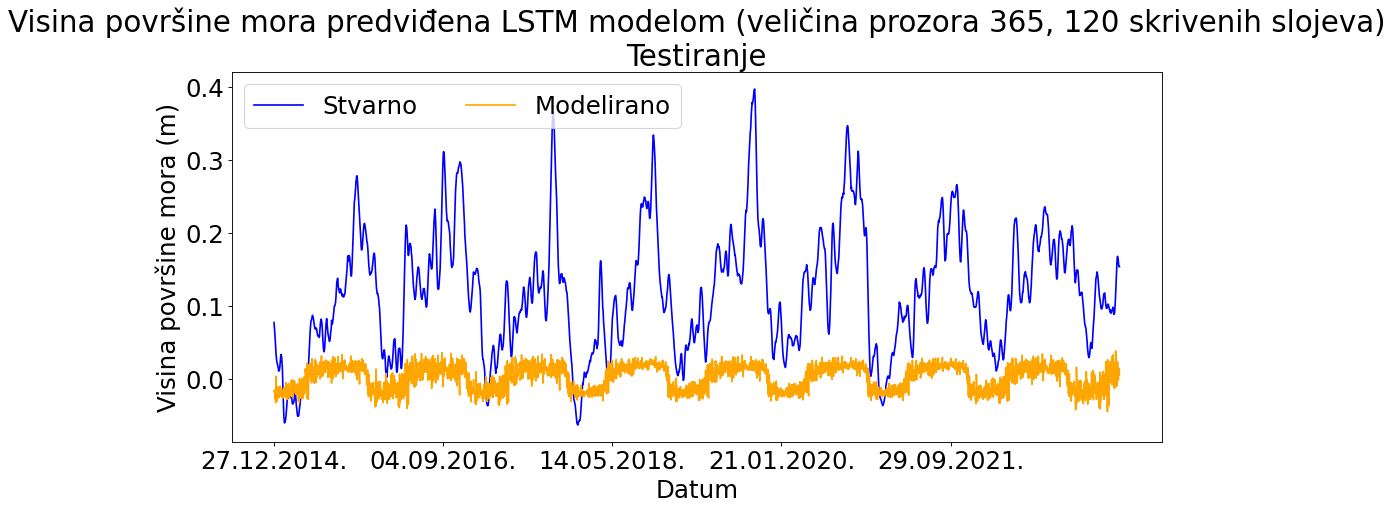 Visina površine mora predviđena LSTM modelom (veličina prozora 365, 120 skrivenih slojeva)
Testiranje
Stvarno
Modelirano
Visina površine mora (m)
0.4
0.3
0.2
0.1
0.0
27.12.2014.
04.09.2016.
14.05.2018.
21.01.2020.
29.09.2021.
Datum